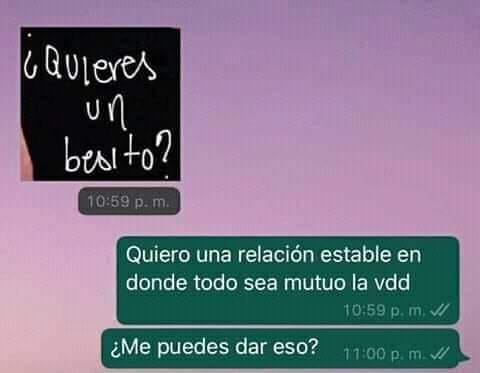 ¿QUIERES
un
besito?
10:59 p. m.
Quiero una relación estable en
donde todo sea mutuo la vdd
10:59 p. m.
¿Me puedes dar eso?
11:00 p. m.